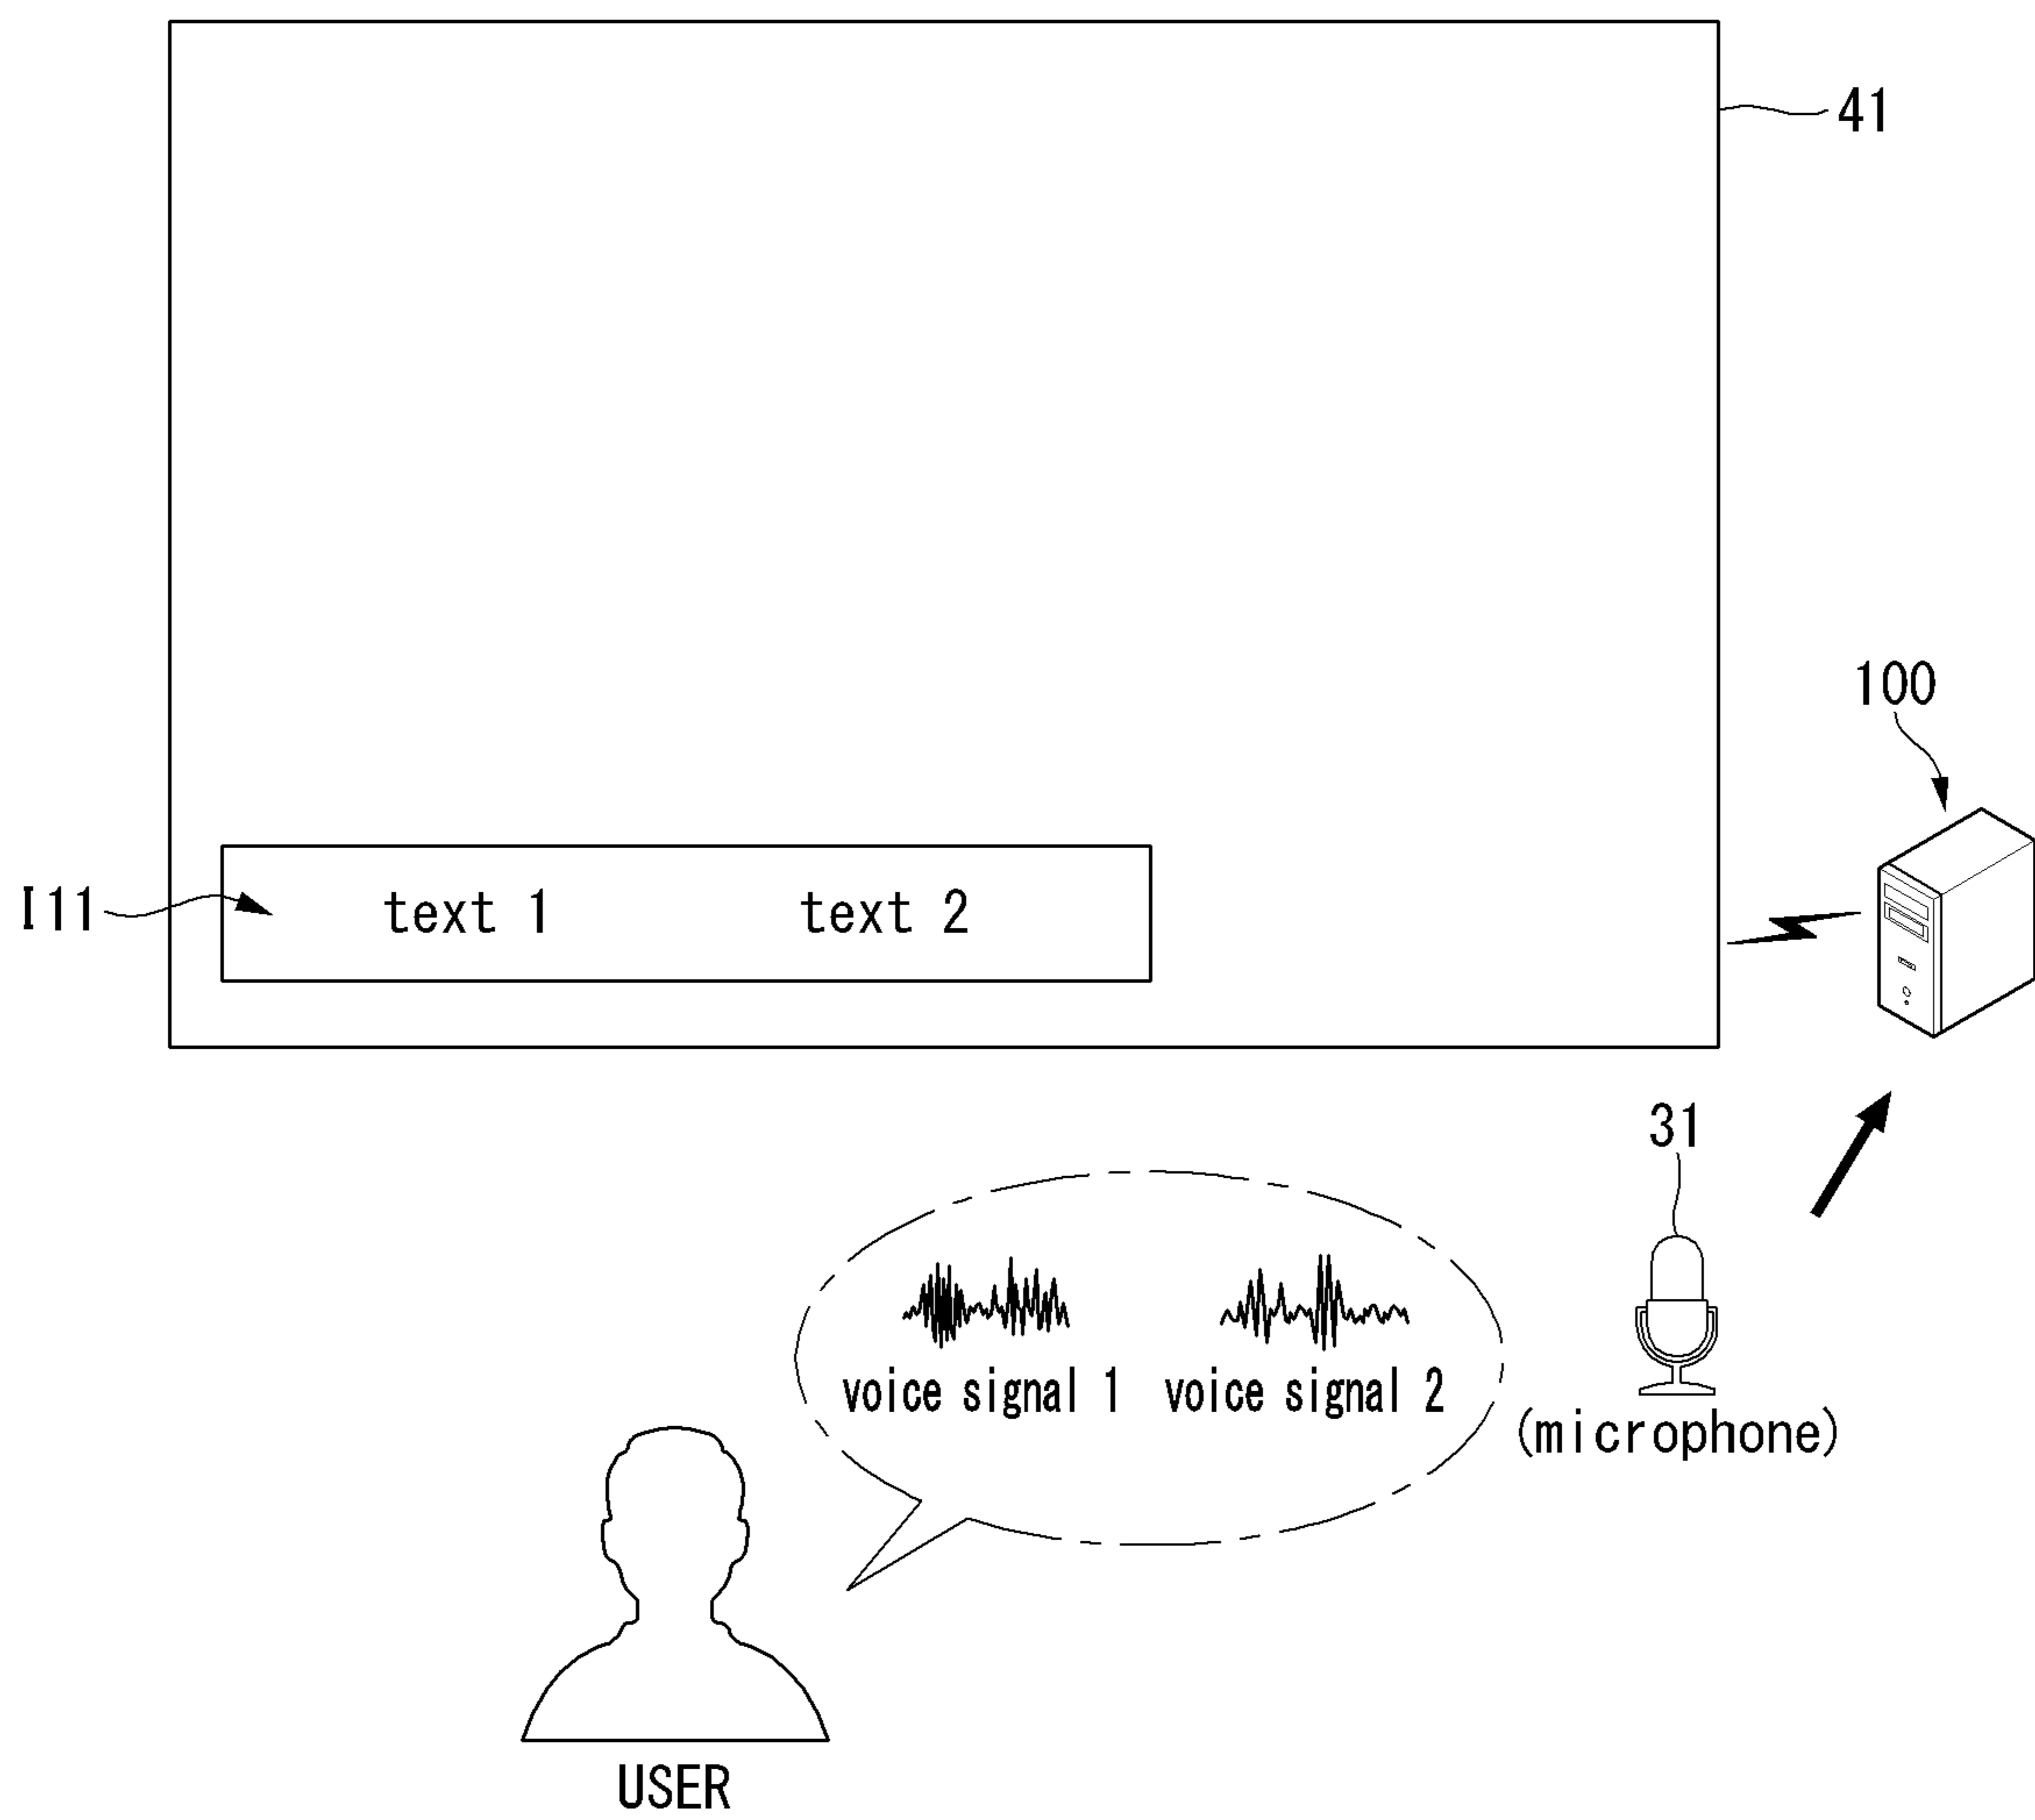 41
100
I11
text 1 text 2
31
voice signal 1 voice signal 2
(microphone)
USER